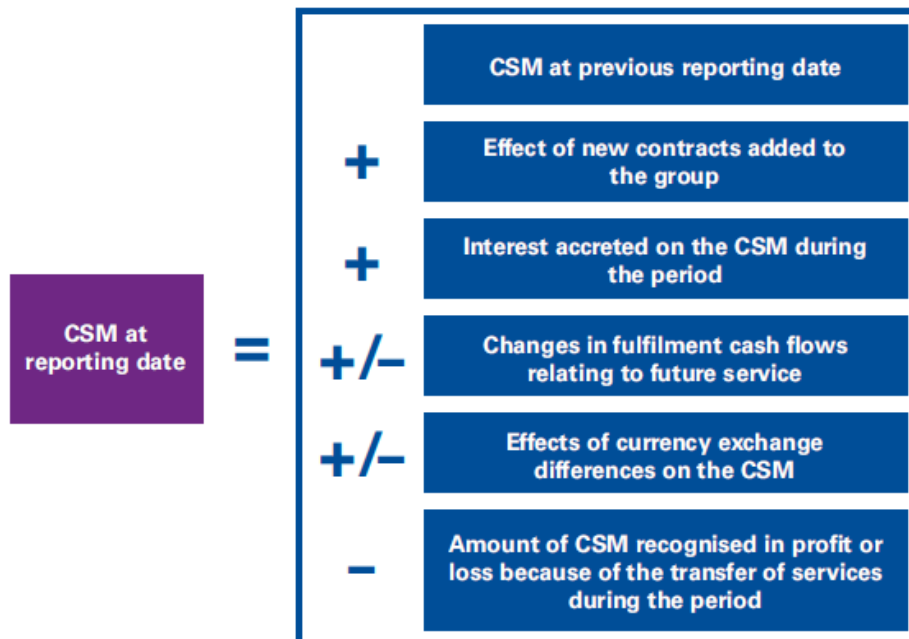 CSM at previous reporting date
+
Effect of new contracts added to
the group
+
Interest accreted on the CSM during
the period
CSM at
reporting date
=
+/–
Changes in fulfilment cash flows
relating to future service
+/–
Effects of currency exchange
differences on the CSM
–
Amount of CSM recognised in profit or
loss because of the transfer of services
during the period